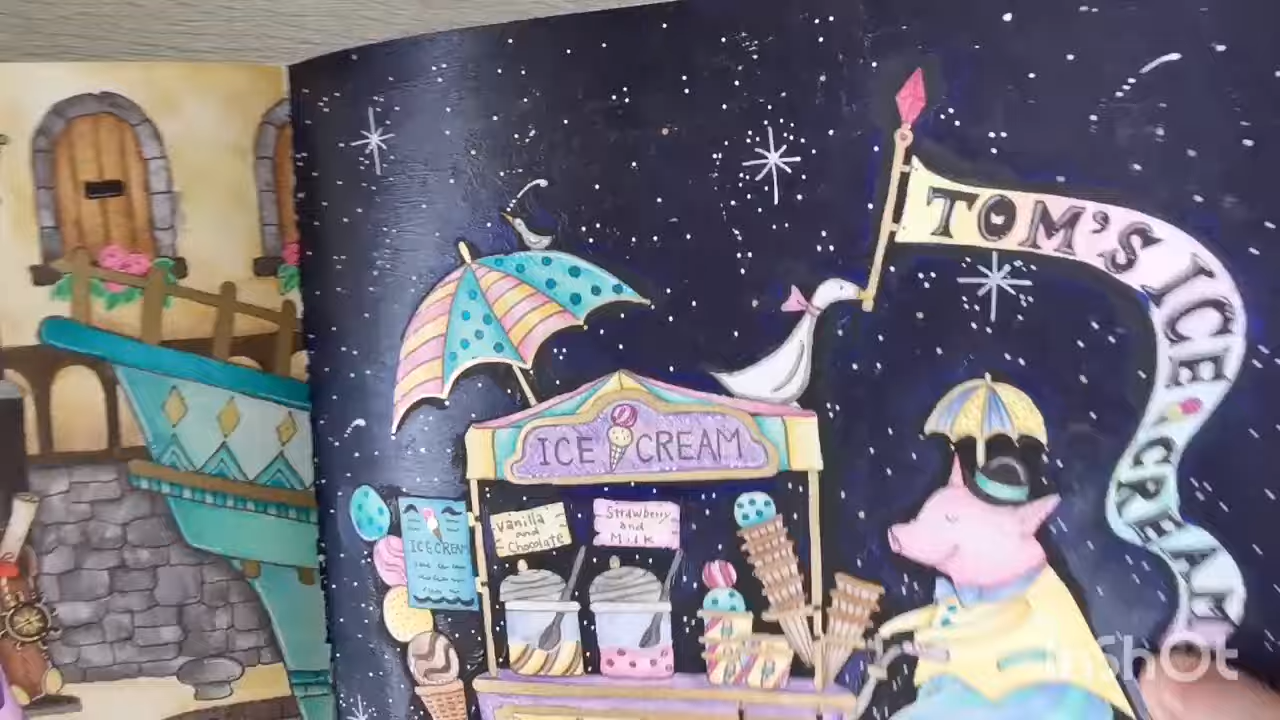 TOM'S ICE CREAM
ICE CREAM
Vanilla
and
Chocolate
Strawberry
and
Milk
ICE CREAM
InShOt